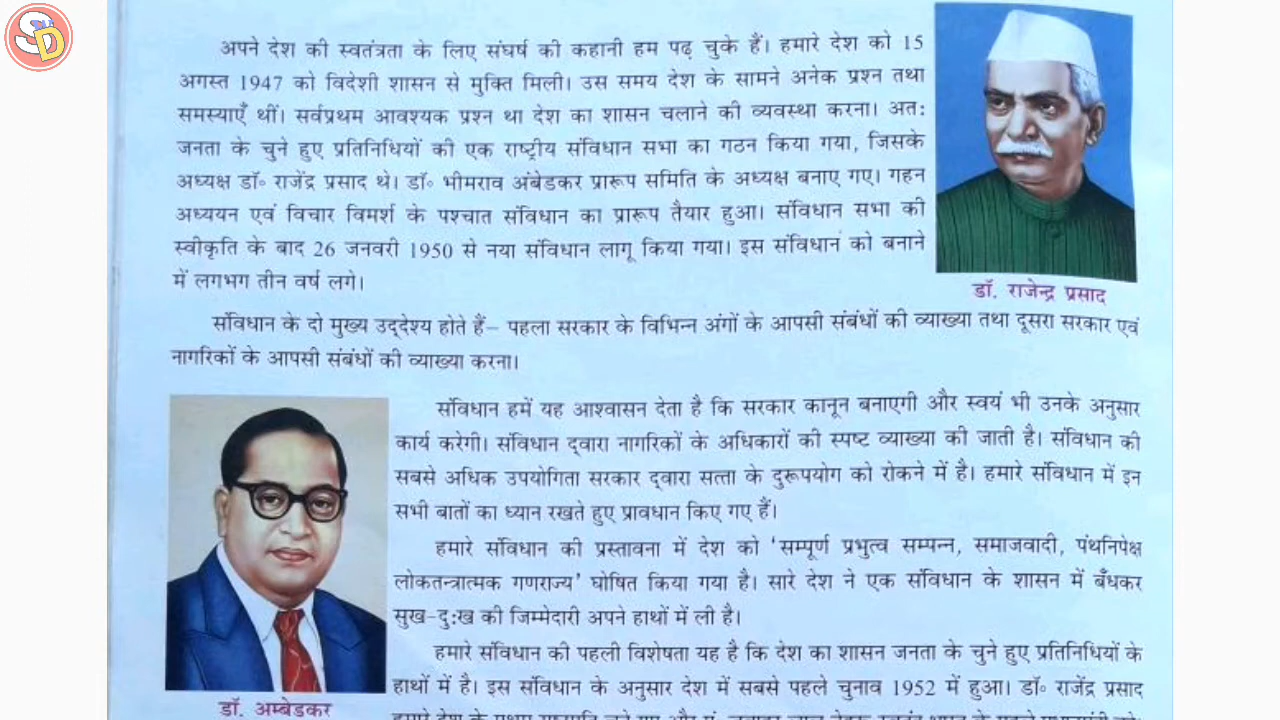 SD
अपने देश की स्वतंत्रता के लिए संघर्ष की कहानी हम पढ़ चुके हैं। हमारे देश को 15
अगस्त 1947 को विदेशी शासन से मुक्ति मिली। उस समय देश के सामने अनेक प्रश्न तथा
समस्याएँ थीं। सर्वप्रथम आवश्यक प्रश्न था देश का शासन चलाने की व्यवस्था करना। अतः
जनता के चुने हुए प्रतिनिधियों की एक राष्ट्रीय संविधान सभा का गठन किया गया, जिसके
अध्यक्ष डॉ॰ राजेंद्र प्रसाद थे। डॉ॰ भीमराव अंबेडकर प्रारूप समिति के अध्यक्ष बनाए गए। गहन
अध्ययन एवं विचार विमर्श के पश्चात संविधान का प्रारूप तैयार हुआ। संविधान सभा की
स्वीकृति के बाद 26 जनवरी 1950 से नया संविधान लागू किया गया। इस संविधान को बनाने
में लगभग तीन वर्ष लगे।
डॉ. राजेन्द्र प्रसाद
संविधान के दो मुख्य उद्देश्य होते हैं– पहला सरकार के विभिन्न अंगों के आपसी संबंधों की व्याख्या तथा दूसरा सरकार एवं
नागरिकों के आपसी संबंधों की व्याख्या करना।
संविधान हमें यह आश्वासन देता है कि सरकार कानून बनाएगी और स्वयं भी उनके अनुसार
कार्य करेगी। संविधान द्वारा नागरिकों के अधिकारों की स्पष्ट व्याख्या की जाती है। संविधान की
सबसे अधिक उपयोगिता सरकार द्वारा सत्ता के दुरूपयोग को रोकने में है। हमारे संविधान में इन
सभी बातों का ध्यान रखते हुए प्रावधान किए गए हैं।
हमारे संविधान की प्रस्तावना में देश को ‘सम्पूर्ण प्रभुत्व सम्पन्न, समाजवादी, पंथनिपेक्ष
लोकतन्त्रात्मक गणराज्य’ घोषित किया गया है। सारे देश ने एक संविधान के शासन में बँधकर
सुख-दुःख की जिम्मेदारी अपने हाथों में ली है।
हमारे संविधान की पहली विशेषता यह है कि देश का शासन जनता के चुने हुए प्रतिनिधियों के
हाथों में है। इस संविधान के अनुसार देश में सबसे पहले चुनाव 1952 में हुआ। डॉ॰ राजेंद्र प्रसाद
डॉ. अम्बेडकर